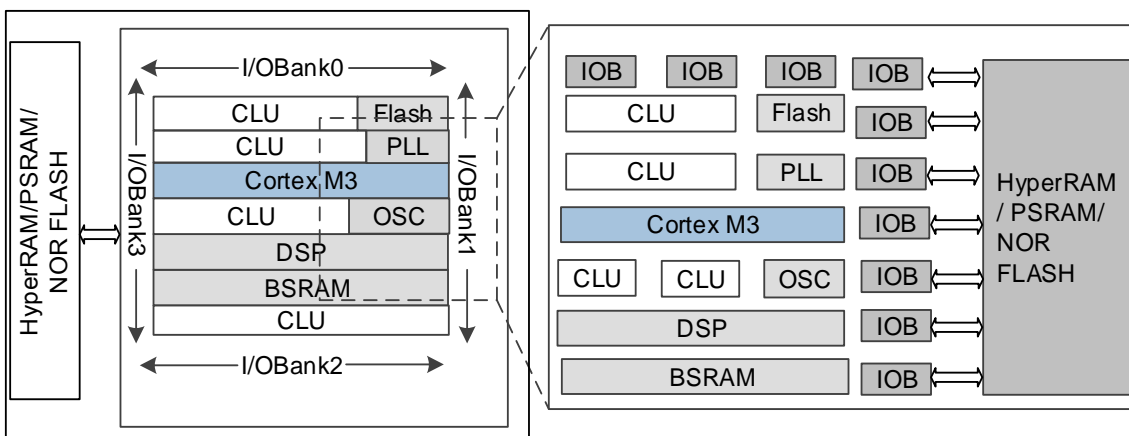 HyperRAM/PSRAM/
NOR FLASH
I/OBank0
I/OBank3
CLU
Flash
CLU
PLL
Cortex M3
CLU
OSC
DSP
BSRAM
CLU
I/OBank1
I/OBank2
IOB
IOB
IOB
IOB
CLU
Flash
IOB
CLU
PLL
IOB
Cortex M3
IOB
CLU
CLU
OSC
IOB
DSP
IOB
BSRAM
IOB
HyperRAM
/ PSRAM/
NOR
FLASH